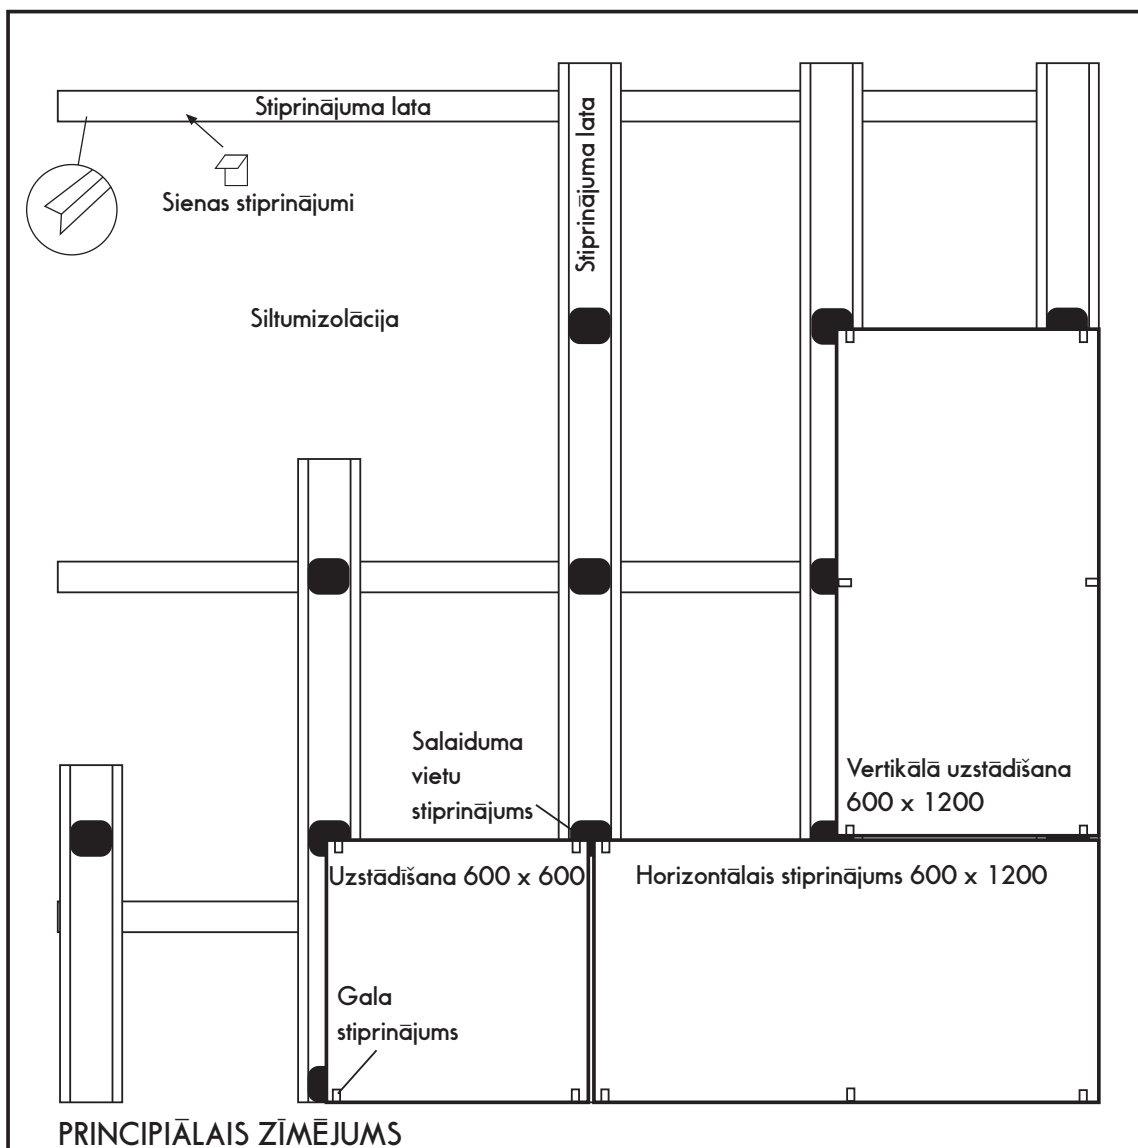 Stiprinājuma lata
Stiprinājuma lata
Sienas stiprinājumi
Siltumizolācija
Salaiduma
vietu
stiprinājums
Vertikālā uzstādīšana
600 x 1200
Uzstādīšana 600 x 600
Horizontālais stiprinājums 600 x 1200
Gala
stiprinājums
PRINCIPIĀLAIS ZĪMĒJUMS